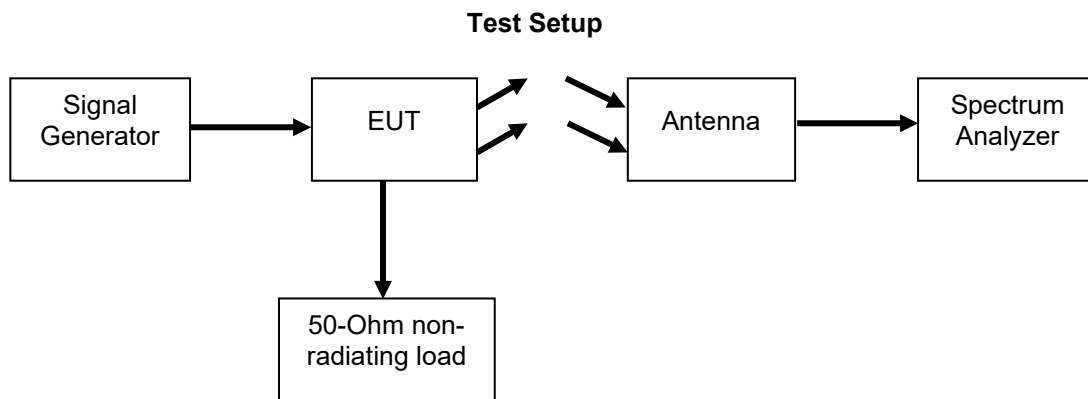 Test Setup
Signal
Generator
EUT
Antenna
Spectrum
Analyzer
50-Ohm non-
radiating load